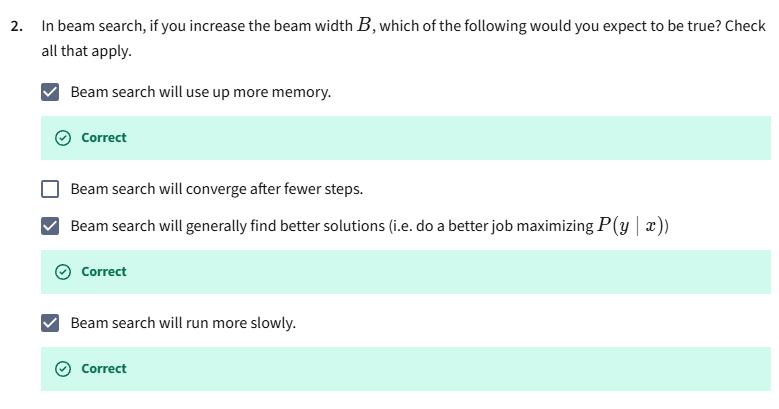 2. In beam search, if you increase the beam width B, which of the following would you expect to be true? Check
all that apply.
Beam search will use up more memory.
Correct
Beam search will converge after fewer steps.
Beam search will generally find better solutions (i.e. do a better job maximizing P(y | x))
Correct
Beam search will run more slowly.
Correct